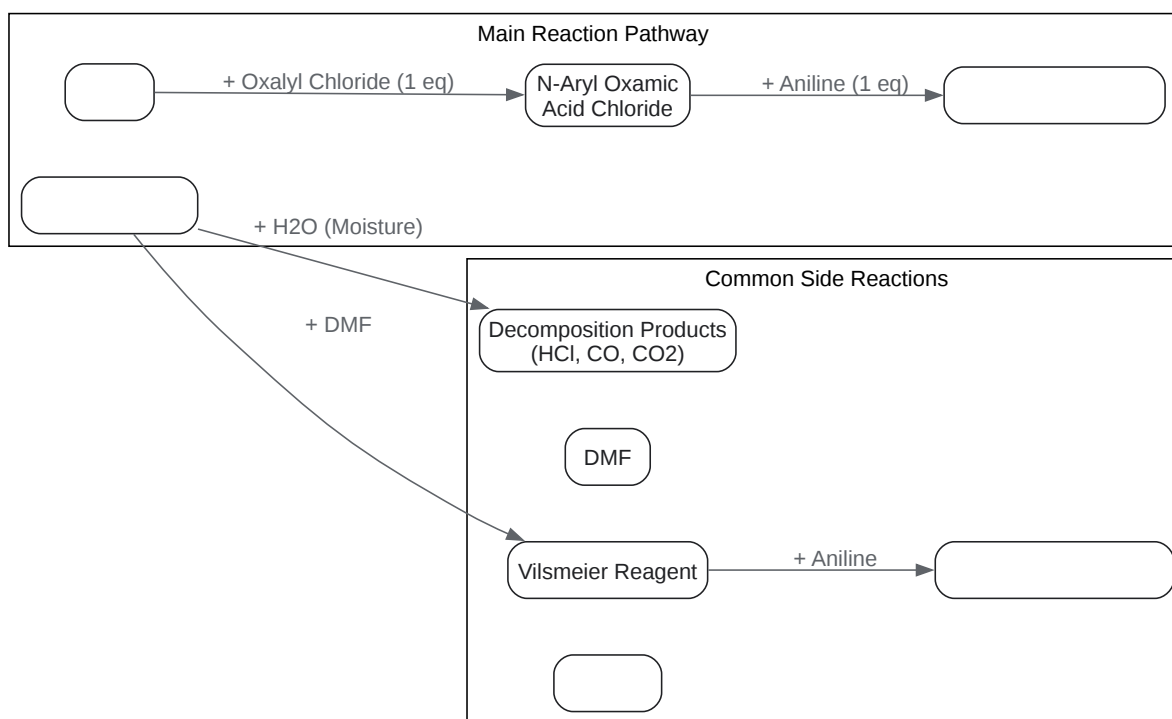 Main Reaction Pathway
+ Oxalyl Chloride (1 eq)
N-Aryl Oxamic
Acid Chloride
+ Aniline (1 eq)
+ H2O (Moisture)
Common Side Reactions
+ DMF
Decomposition Products
(HCl, CO, CO2)
DMF
Vilsmeier Reagent
+ Aniline